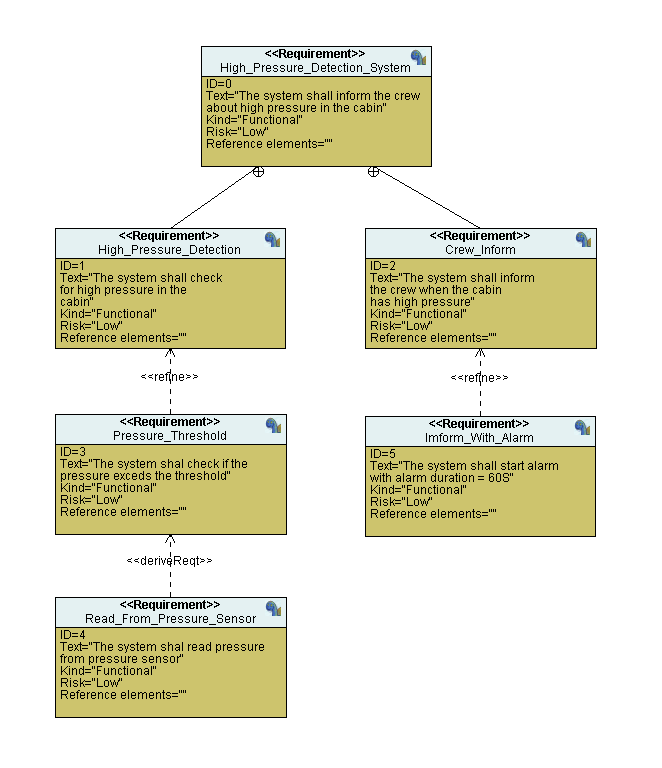 <<Requirement>>
High_Pressure_Detection_System
ID=0
Text="The system shall inform the crew
about high pressure in the cabin"
Kind="Functional"
Risk="Low"
Reference elements=""
<<Requirement>>
High_Pressure_Detection
ID=1
Text="The system shall check
for high pressure in the
cabin"
Kind="Functional"
Risk="Low"
Reference elements=""
<<Requirement>>
Crew_Inform
ID=2
Text="The system shall inform
the crew when the cabin
has high pressure"
Kind="Functional"
Risk="Low"
Reference elements=""
<<refine>>
<<refine>>
<<Requirement>>
Pressure_Threshold
ID=3
Text="The system shal check if the
pressure exceds the threshold"
Kind="Functional"
Risk="Low"
Reference elements=""
<<Requirement>>
Imform_With_Alarm
ID=5
Text="The system shall start alarm
with alarm duration = 60S"
Kind="Functional"
Risk="Low"
Reference elements=""
<<deriveReqt>>
<<Requirement>>
Read_From_Pressure_Sensor
ID=4
Text="The system shal read pressure
from pressure sensor"
Kind="Functional"
Risk="Low"
Reference elements=""